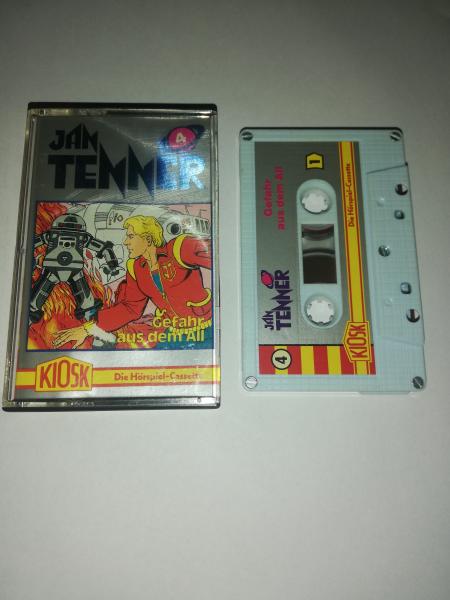 JAN
TENNER
4
Gefahr
aus dem All
KIOSK
Die Hörspiel-Cassette
1
Gefahr
aus dem All
JAN
TENNER
4
KIOSK
Die Hörspiel-Cassette